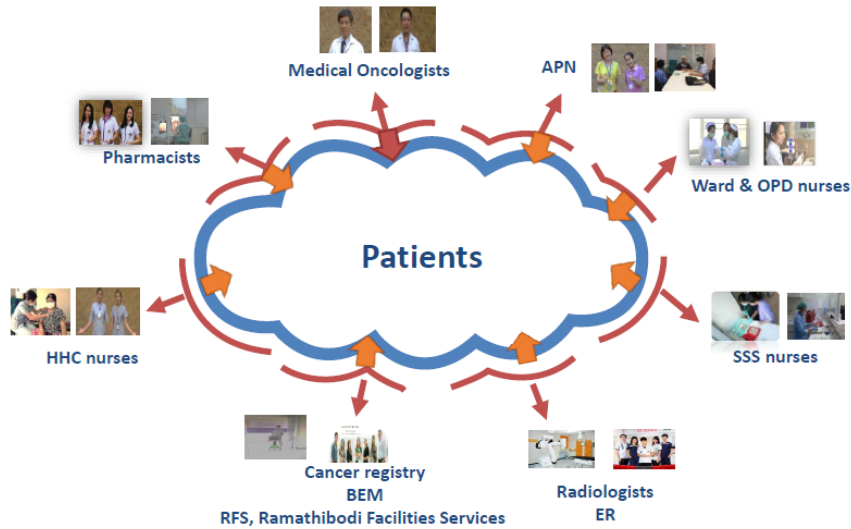 Medical Oncologists
APN
Pharmacists
Ward & OPD nurses
Patients
HHC nurses
SSS nurses
Cancer registry
BEM
RFS, Ramathibodi Facilities Services
Radiologists
ER